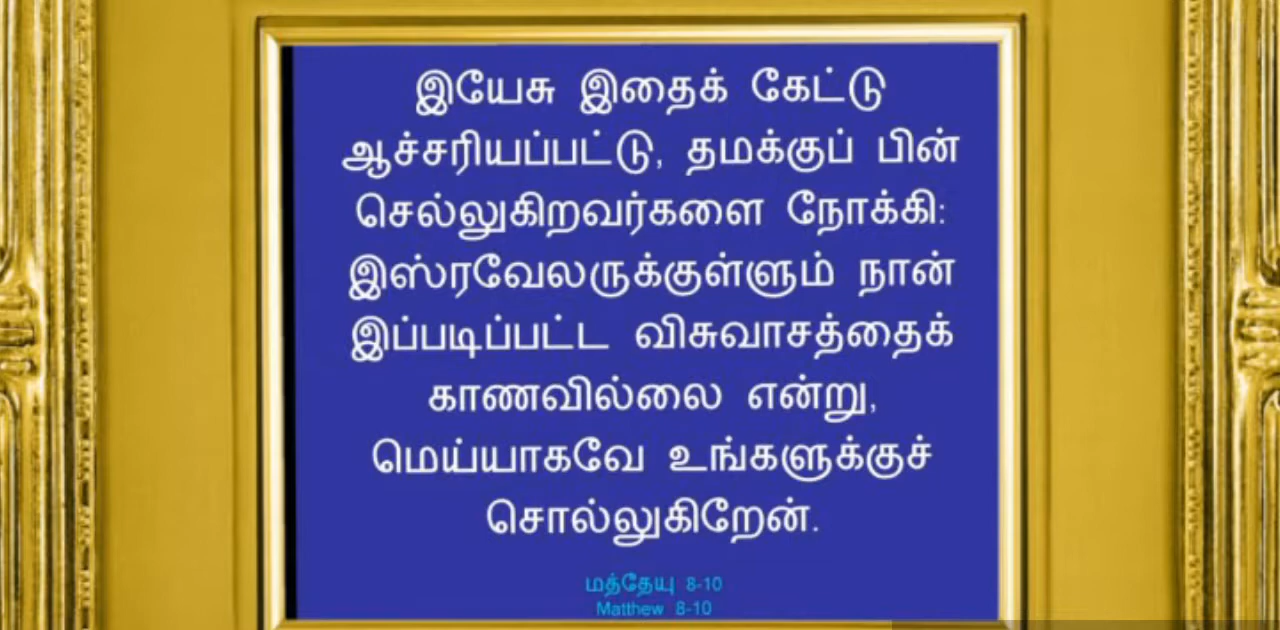 இயேசு இதைக் கேட்டு
ஆச்சரியப்பட்டு, தமக்குப் பின்
செல்லுகிறவர்களை நோக்கி:
இஸ்ரவேலருக்குள்ளும் நான்
இப்படிப்பட்ட விசுவாசத்தைக்
காணவில்லை என்று,
மெய்யாகவே உங்களுக்குச்
சொல்லுகிறேன்.
மத்தேயு 8-10
Matthew 8-10